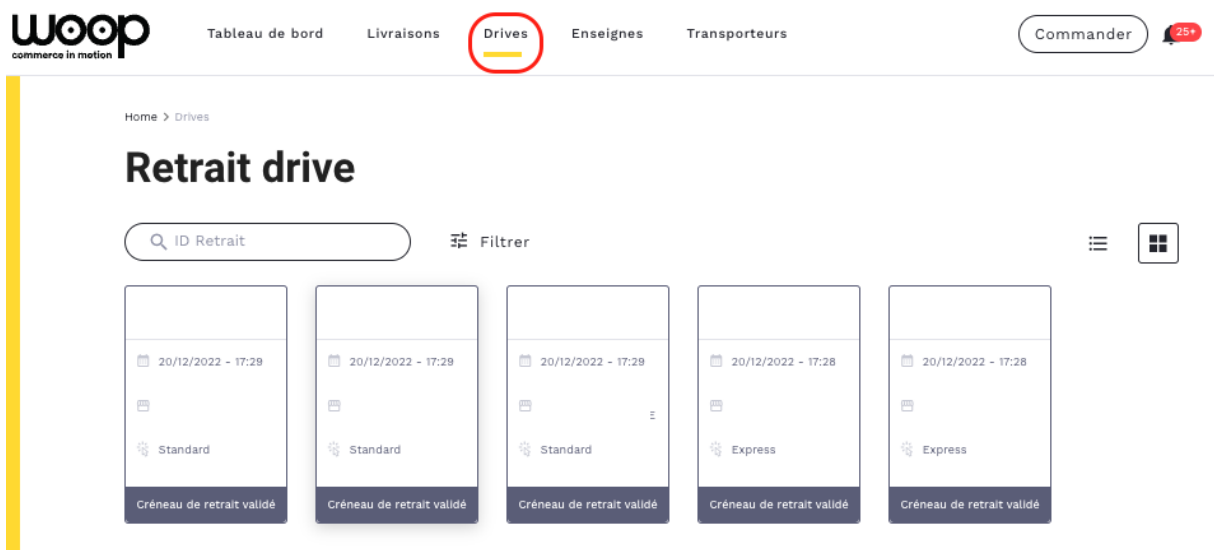 woop
commerce in motion
Tableau de bord Livraisons Drives Enseignes Transporteurs Commander 25+
Home > Drives
Retrait drive
ID Retrait Filtrer
20/12/2022 - 17:29 20/12/2022 - 17:29 20/12/2022 - 17:29 20/12/2022 - 17:28 20/12/2022 - 17:28
E
Standard Standard Standard Express Express
Créneau de retrait validé Créneau de retrait validé Créneau de retrait validé Créneau de retrait validé Créneau de retrait validé